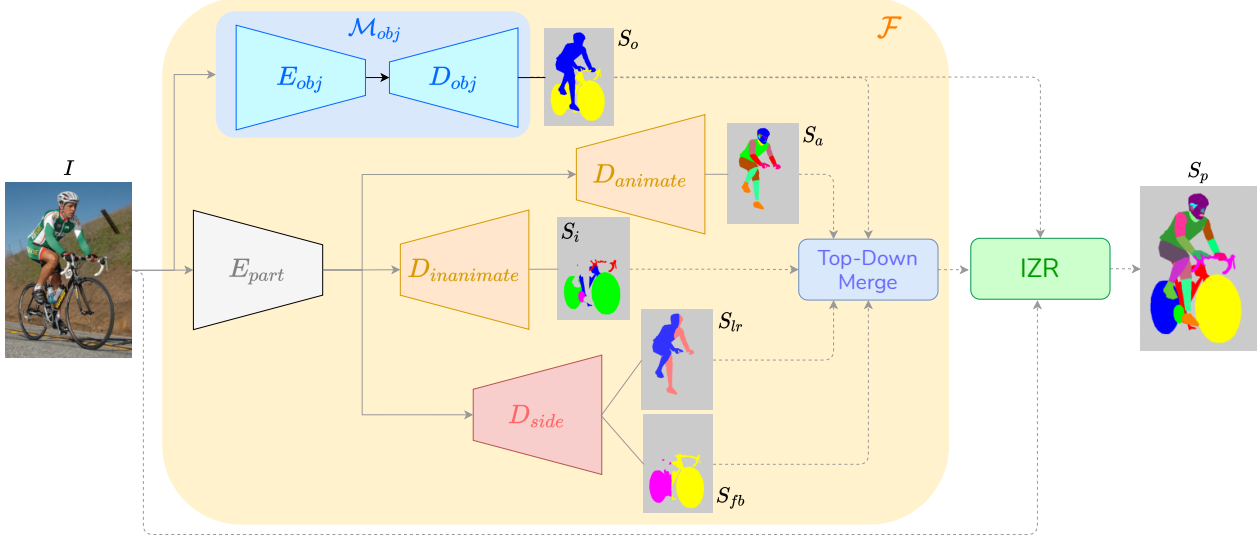 M_obj
F
E_obj
D_obj
S_o
I
D_animate
S_a
S_p
E_part
D_inanimate
S_i
Top-Down
Merge
IZR
S_lr
D_side
S_fb